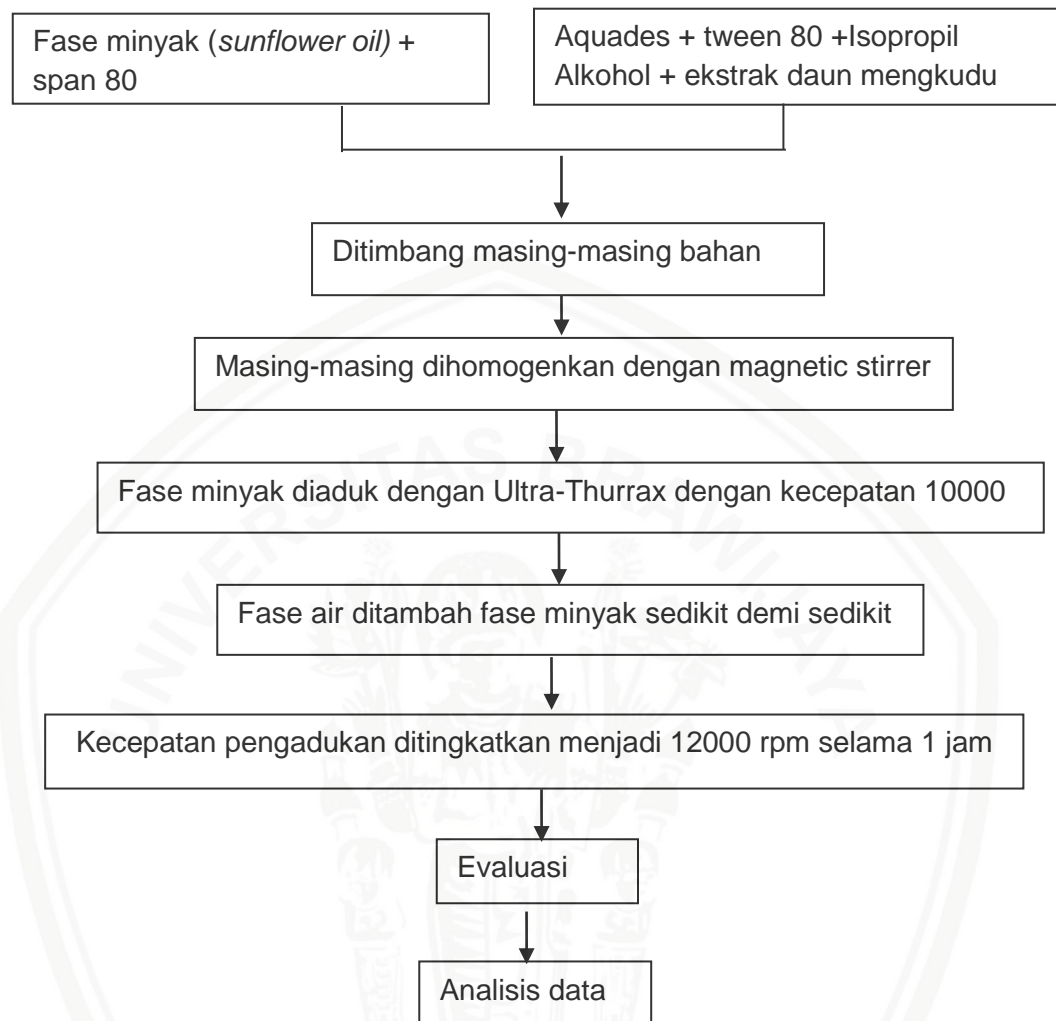 Fase minyak (sunflower oil) +
span 80
Aquades + tween 80 +Isopropil
Alkohol + ekstrak daun mengkudu
Ditimbang masing-masing bahan
Masing-masing dihomogenkan dengan magnetic stirrer
Fase minyak diaduk dengan Ultra-Thurrax dengan kecepatan 10000
Fase air ditambah fase minyak sedikit demi sedikit
Kecepatan pengadukan ditingkatkan menjadi 12000 rpm selama 1 jam
Evaluasi
Analisis data
UNIVERSITAS BRAWIJAYA